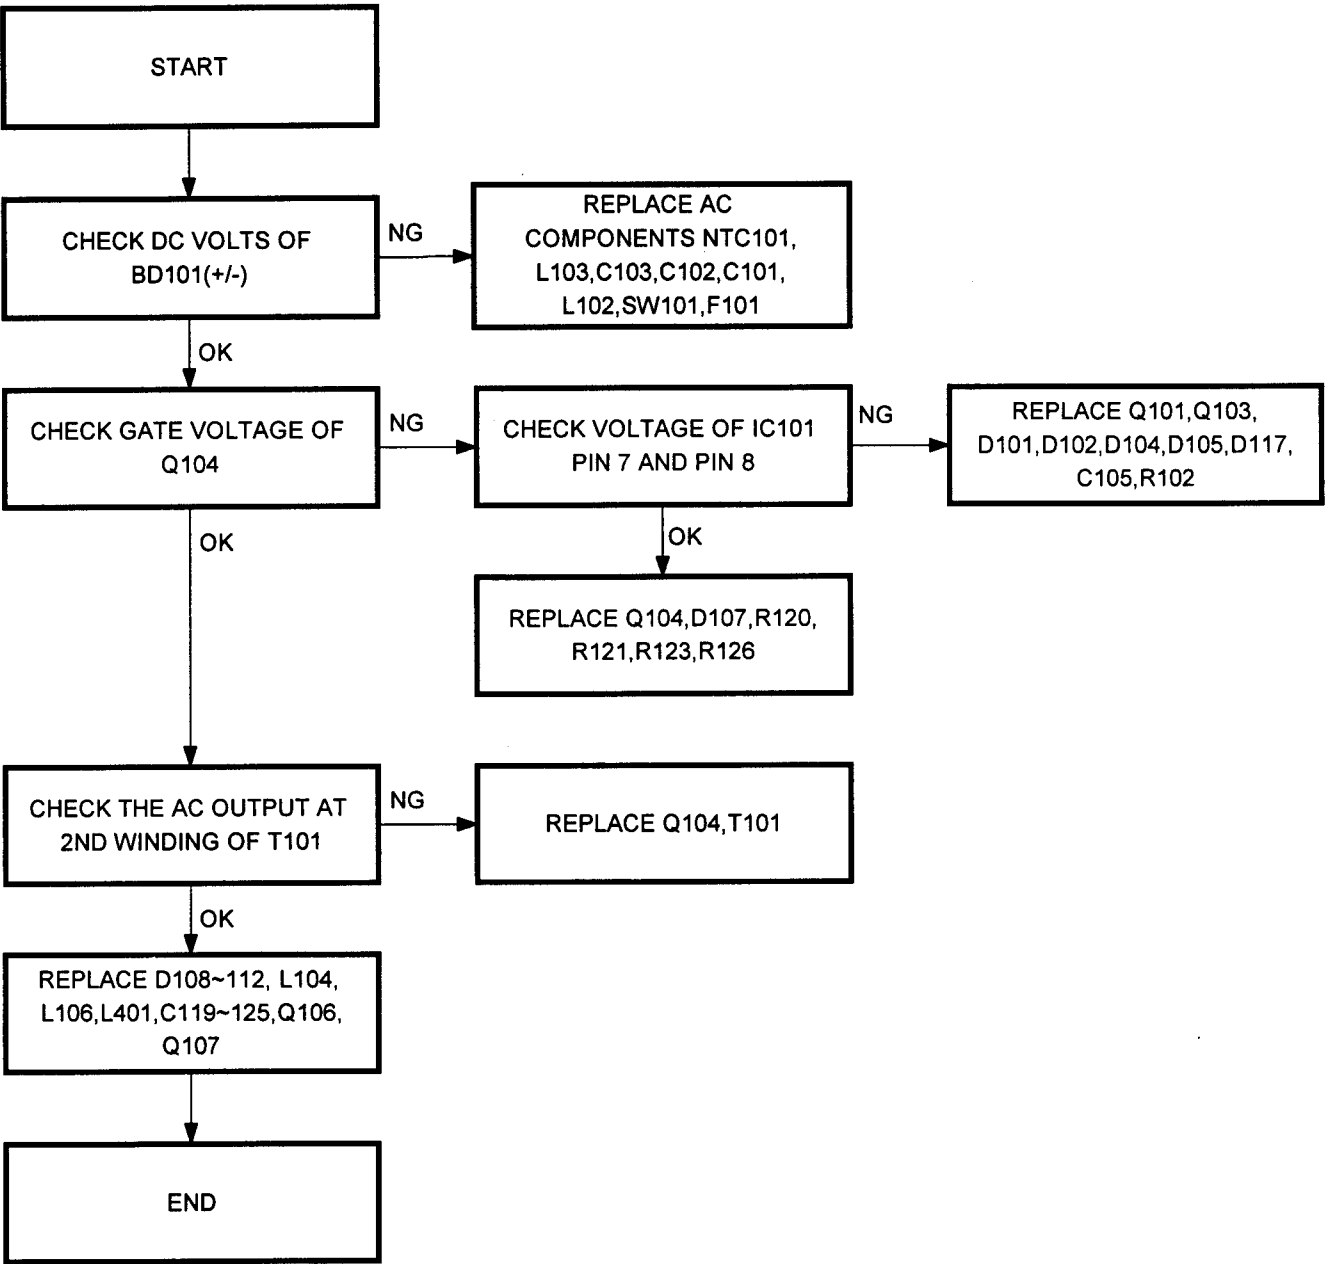 START
CHECK DC VOLTS OF
BD101(+/-)
NG
REPLACE AC
COMPONENTS NTC101,
L103,C103,C102,C101,
L102,SW101,F101
OK
CHECK GATE VOLTAGE OF
Q104
NG
CHECK VOLTAGE OF IC101
PIN 7 AND PIN 8
NG
REPLACE Q101,Q103,
D101,D102,D104,D105,D117,
C105,R102
OK
OK
REPLACE Q104,D107,R120,
R121,R123,R126
CHECK THE AC OUTPUT AT
2ND WINDING OF T101
NG
REPLACE Q104,T101
OK
REPLACE D108~112, L104,
L106,L401,C119~125,Q106,
Q107
END